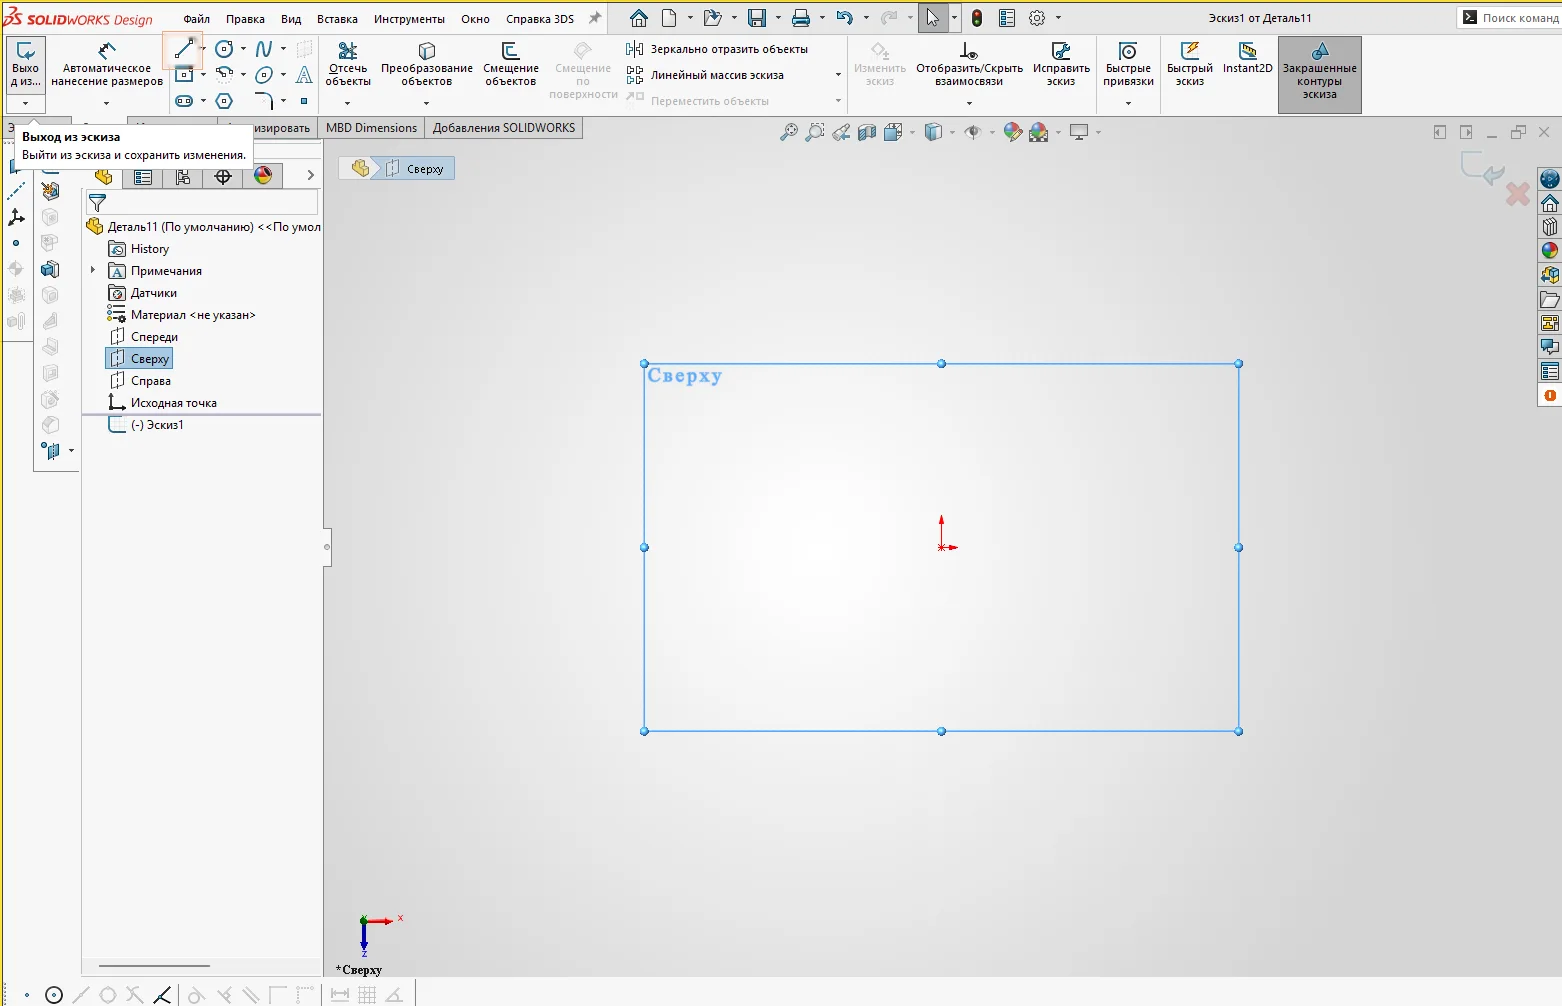 SOLIDWORKS Design Файл Правка Вид Вставка Инструменты Окно Справка 3DS Эскиз1 от Деталь11 Поиск команд
Выхо
д из...
Автоматическое
нанесение размеров
Отсечь
объекты
Преобразование
объектов
Смещение
объектов
Смещение
по
поверхности
Зеркально отразить объекты
Линейный массив эскиза
Переместить объекты
Изменить
эскиз
Отобразить/Скрыть
взаимосвязи
Исправить
эскиз
Быстрые
привязки
Быстрый
эскиз
Instant2D
Закрашенные
контуры
эскиза
MBD Dimensions Добавления SOLIDWORKS
Выход из эскиза
Выйти из эскиза и сохранить изменения.
Сверху
Деталь11 (По умолчанию) <<По умол
History
Примечания
Датчики
Материал <не указан>
Спереди
Сверху
Справа
Исходная точка
(-) Эскиз1
Сверху
Y
X
Z
*Сверху